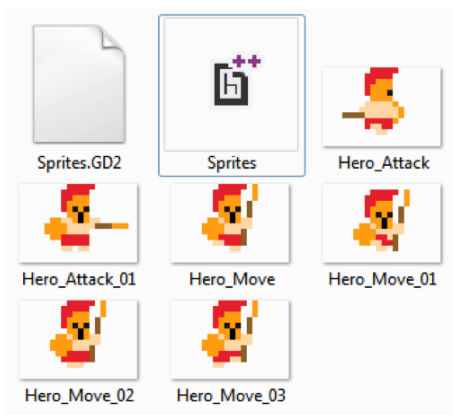 Sprites.GD2
Sprites
Hero_Attack
Hero_Attack_01
Hero_Move
Hero_Move_01
Hero_Move_02
Hero_Move_03